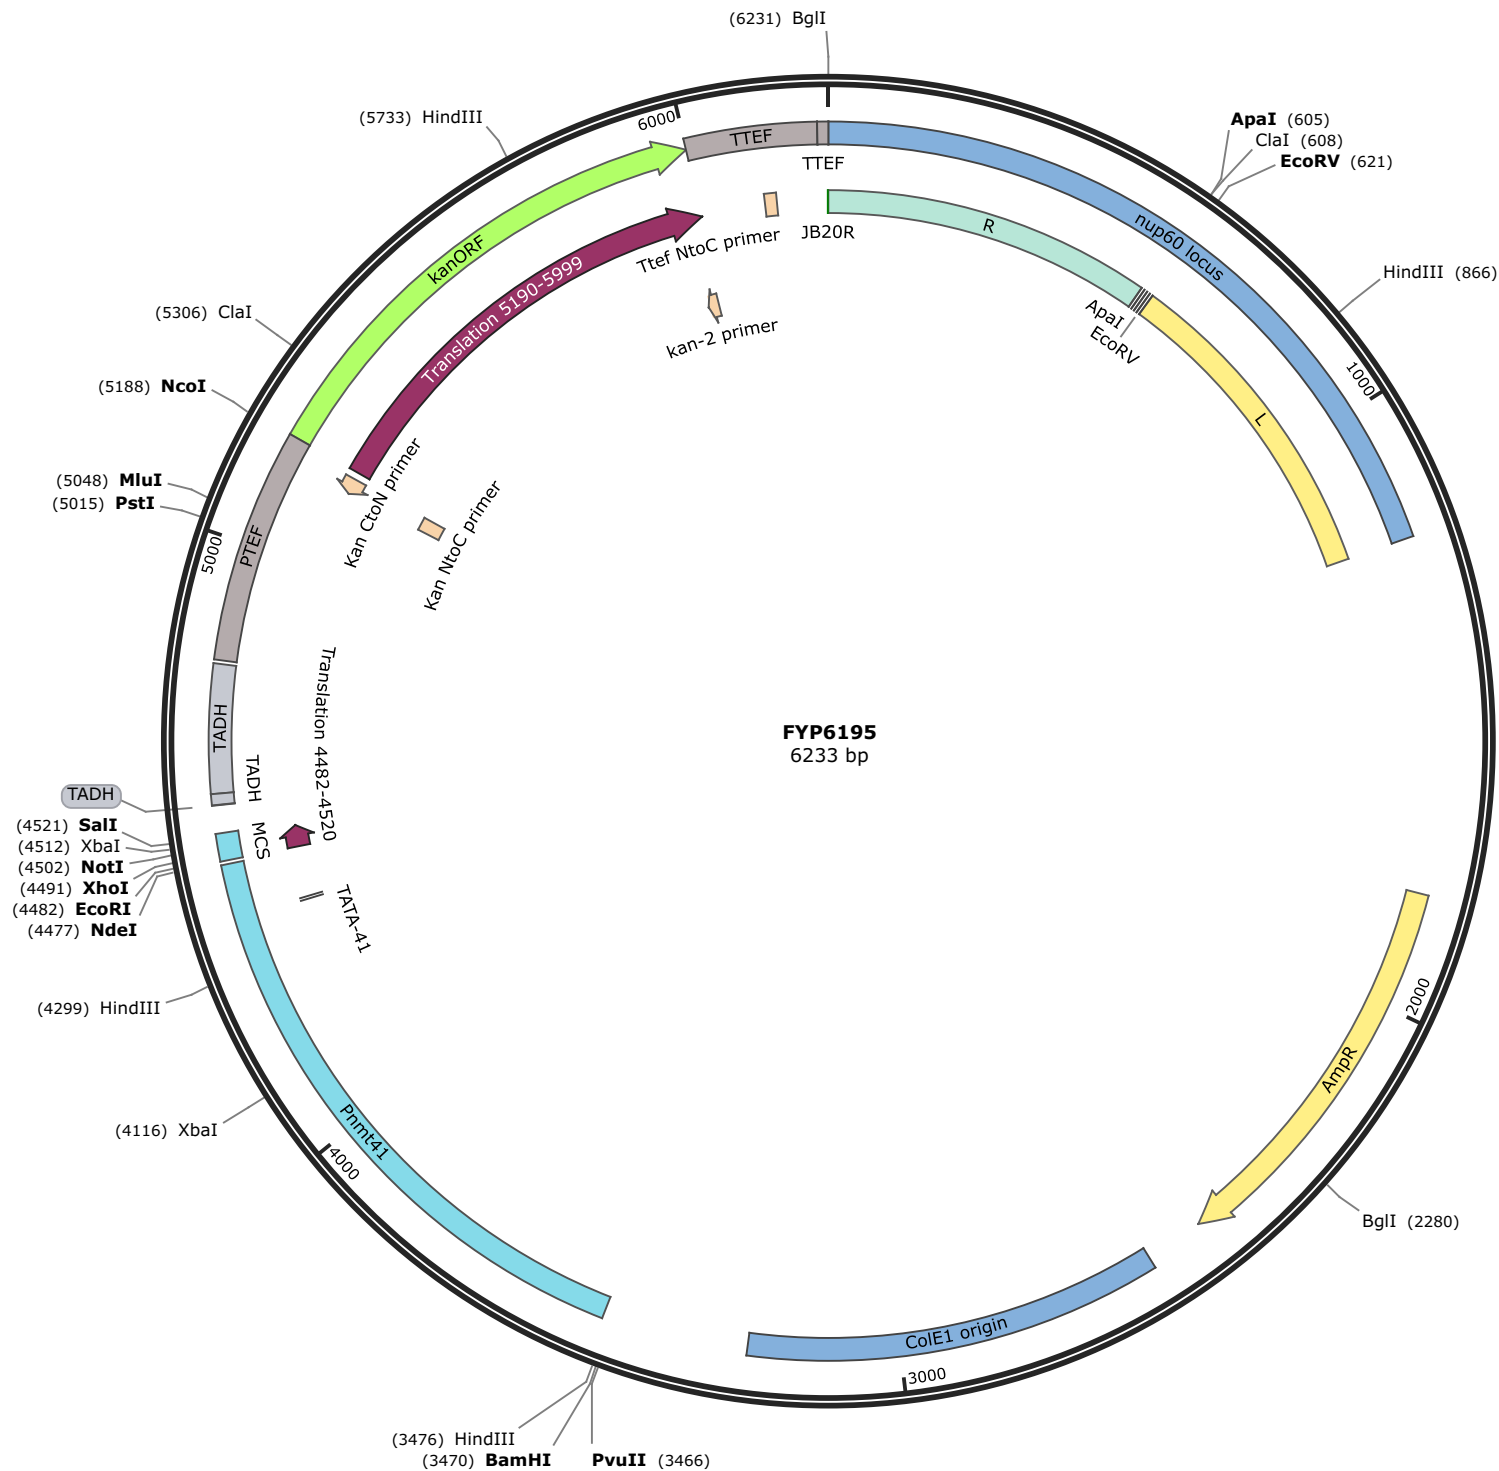 (6231) BglI
(5733) HindIII
6000
TTEF
TTEF
ApaI (605)
ClaI (608)
EcoRV (621)
kanORF
nup60 locus
R
JB20R
Ttef NtoC primer
HindIII (866)
Translation 5190-5999
(5306) ClaI
ApaI
EcoRV
kan-2 primer
1000
(5188) NcoI
L
(5048) MluI
(5015) PstI
Kan CtoN primer
Kan NtoC primer
PTEF
5000
TADH
Translation 4482-4520
FYP6195
6233 bp
TADH
TADH
MCS
(4521) SalI
(4512) XbaI
(4502) NotI
(4491) XhoI
(4482) EcoRI
(4477) NdeI
TATA-41
(4299) HindIII
2000
AmpR
(4116) XbaI
Pnmt41
4000
BglI (2280)
ColE1 origin
3000
(3476) HindIII
(3470) BamHI
PvuII (3466)